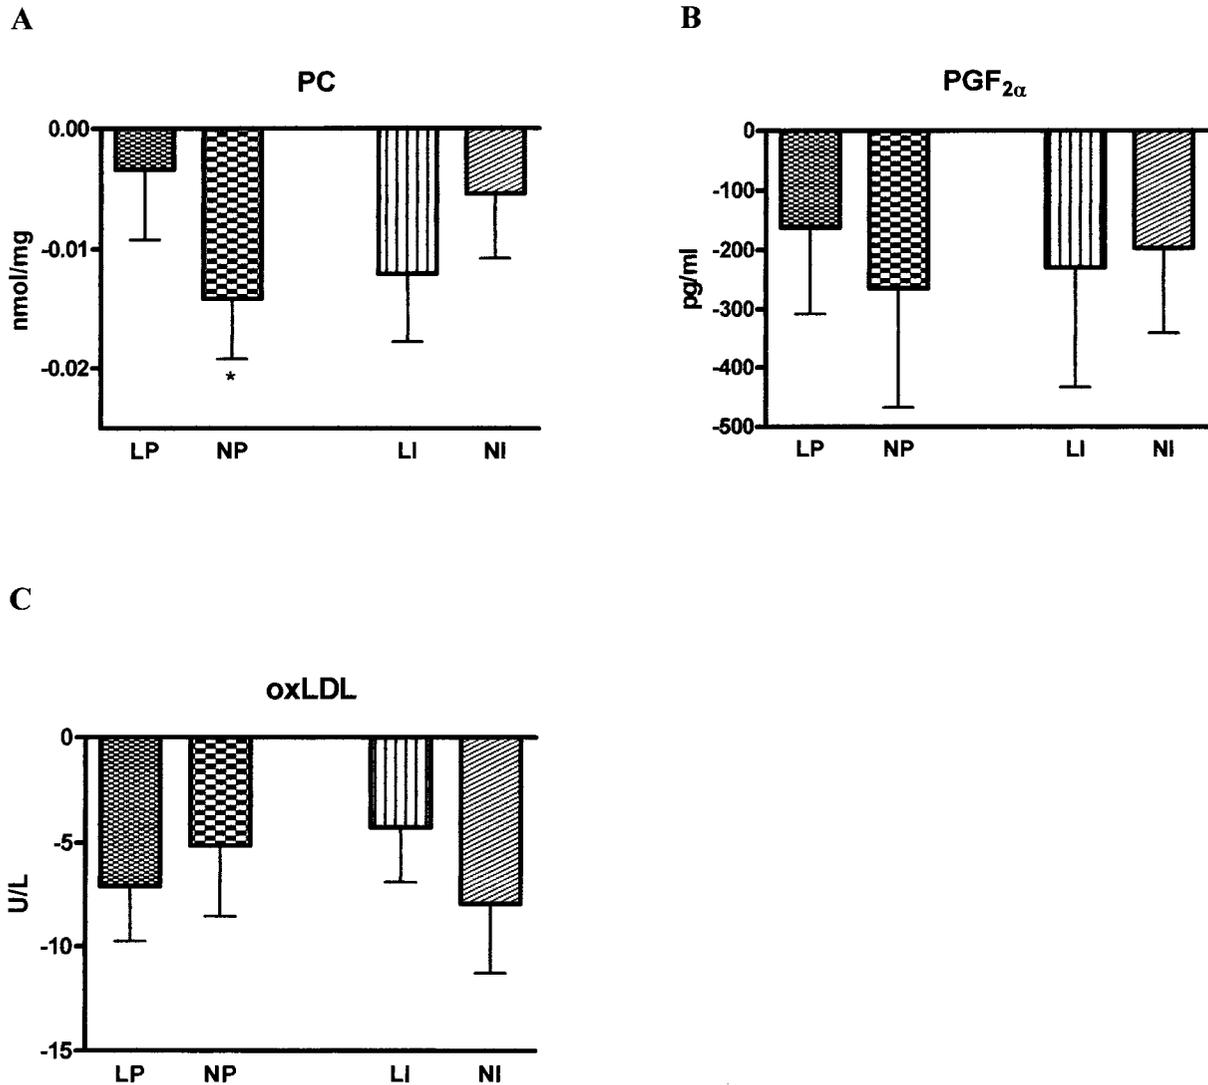 A
PC
0.00
-0.01
-0.02
nmol/mg
*
LP NP LI NI
B
PGF2α
0
-100
-200
-300
-400
-500
pg/ml
LP NP LI NI
C
oxLDL
0
-5
-10
-15
U/L
LP NP LI NI